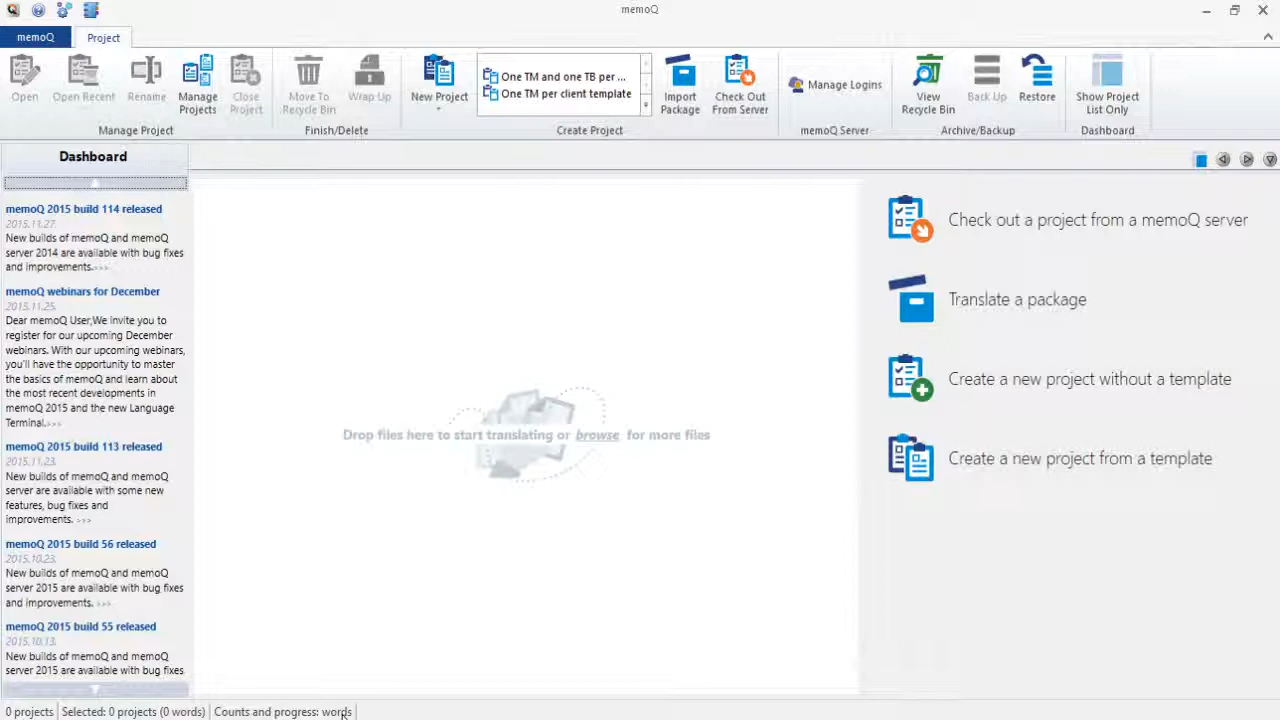 memoQ
memoQ
Project
Open
Open Recent
Rename
Manage
Projects
Close
Project
Manage Project
Move To
Recycle Bin
Wrap Up
Finish/Delete
New Project
One TM and one TB per ...
One TM per client template
Import
Package
Check Out
From Server
Create Project
Manage Logins
memoQ Server
View
Recycle Bin
Back Up
Restore
Archive/Backup
Show Project
List Only
Dashboard
Dashboard
memoQ 2015 build 114 released
2015.11.27.
New builds of memoQ and memoQ
server 2014 are available with bug fixes
and improvements.>>>
memoQ webinars for December
2015.11.25.
Dear memoQ User,We Invite you to
register for our upcoming December
webinars. With our upcoming webinars,
you'll have the opportunity to master
the basics of memoQ and learn about
the most recent developments in
memoQ 2015 and the new Language
Terminal.>>>
memoQ 2015 build 113 released
2015.11.23.
New builds of memoQ and memoQ
server are available with some new
features, bug fixes and
improvements. >>>
memoQ 2015 build 56 released
2015.10.23.
New builds of memoQ and memoQ
server 2015 are available with bug fixes
and improvements. >>>
memoQ 2015 build 55 released
2015.10.13.
New builds of memoQ and memoQ
server 2015 are available with bug fixes
Drop files here to start translating or browse for more files
Check out a project from a memoQ server
Translate a package
Create a new project without a template
Create a new project from a template
0 projects
Selected: 0 projects (0 words)
Counts and progress: words